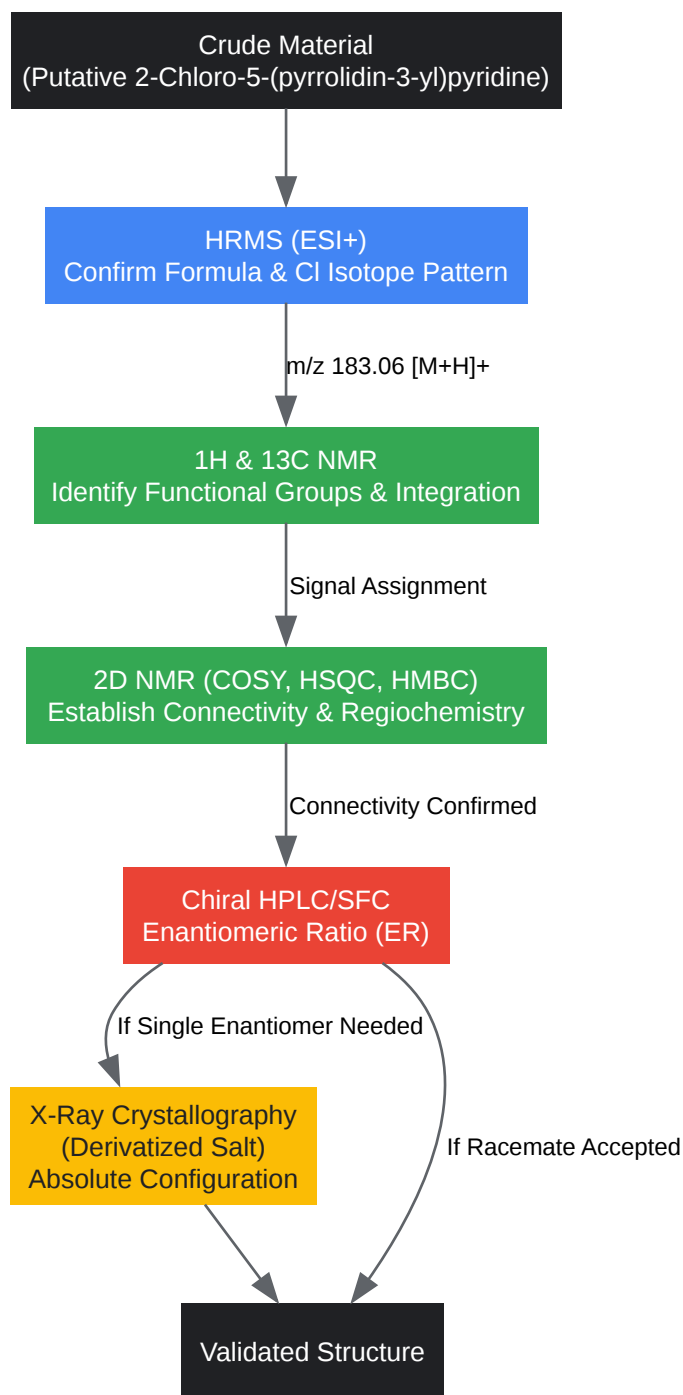 Crude Material
(Putative 2-Chloro-5-(pyrrolidin-3-yl)pyridine)
HRMS (ESI+)
Confirm Formula & Cl Isotope Pattern
m/z 183.06 [M+H]+
1H & 13C NMR
Identify Functional Groups & Integration
Signal Assignment
2D NMR (COSY, HSQC, HMBC)
Establish Connectivity & Regiochemistry
Connectivity Confirmed
Chiral HPLC/SFC
Enantiomeric Ratio (ER)
If Single Enantiomer Needed
X-Ray Crystallography
(Derivatized Salt)
Absolute Configuration
If Racemate Accepted
Validated Structure